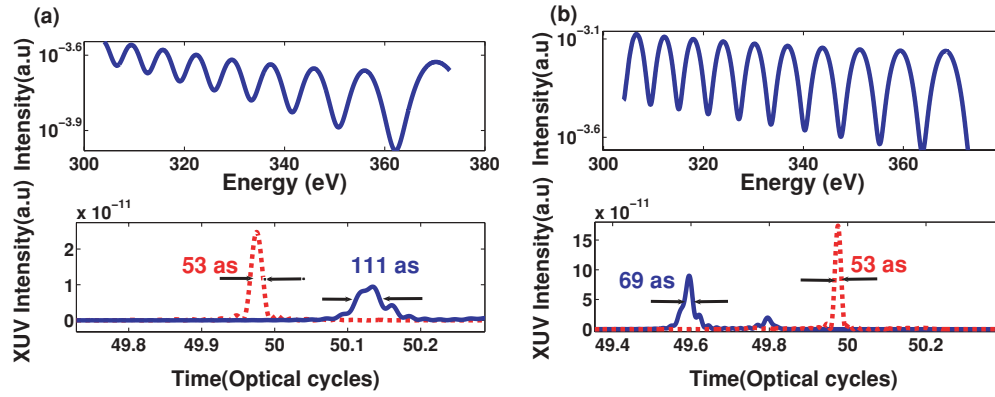 (a)
XUV Intensity(a.u)
Intensity(a.u)
10^-3.6
10^-3.9
300 320 340 360 380
Energy (eV)
x 10^-11
2
1
0
53 as
111 as
49.8 49.9 50 50.1 50.2
Time(Optical cycles)
(b)
XUV Intensity(a.u)
Intensity(a.u)
10^-3.1
10^-3.6
300 320 340 360
Energy (eV)
x 10^-11
15
10
5
0
69 as
53 as
49.4 49.6 49.8 50 50.2
Time(Optical cycles)